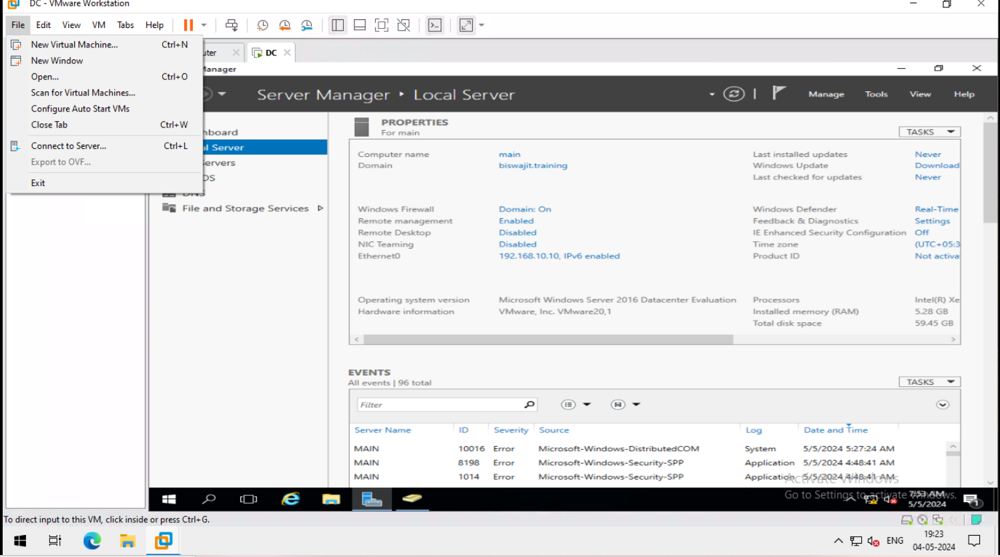 DC - VMware Workstation
File Edit View VM Tabs Help
New Virtual Machine... Ctrl+N
New Window
Open... Ctrl+O
Scan for Virtual Machines...
Configure Auto Start VMs
Close Tab Ctrl+W
Connect to Server... Ctrl+L
Export to OVF...
Exit
uter DC
Manager
Server Manager ‣ Local Server
Manage Tools View Help
hboard
al Server
ervers
DS
DNS
File and Storage Services
PROPERTIES
For main
TASKS
Computer name main
Domain biswajit.training
Last installed updates Never
Windows Update Download
Last checked for updates Never
Windows Firewall Domain: On
Remote management Enabled
Remote Desktop Disabled
NIC Teaming Disabled
Ethernet0 192.168.10.10, IPv6 enabled
Windows Defender Real-Time
Feedback & Diagnostics Settings
IE Enhanced Security Configuration Off
Time zone (UTC+05:3
Product ID Not activa
Operating system version Microsoft Windows Server 2016 Datacenter Evaluation
Hardware information VMware, Inc. VMware20,1
Processors Intel(R) Xe
Installed memory (RAM) 5.28 GB
Total disk space 59.45 GB
EVENTS
All events | 96 total
TASKS
Filter
Server Name ID Severity Source Log Date and Time
MAIN 10016 Error Microsoft-Windows-DistributedCOM System 5/5/2024 5:27:24 AM
MAIN 8198 Error Microsoft-Windows-Security-SPP Application 5/5/2024 4:48:41 AM
MAIN 1014 Error Microsoft-Windows-Security-SPP Application 5/5/2024 4:48:41 AM
Activate Windows
Go to Settings to activate Windows.
7:53 AM
5/5/2024
1
To direct input to this VM, click inside or press Ctrl+G.
ENG
19:23
04-05-2024